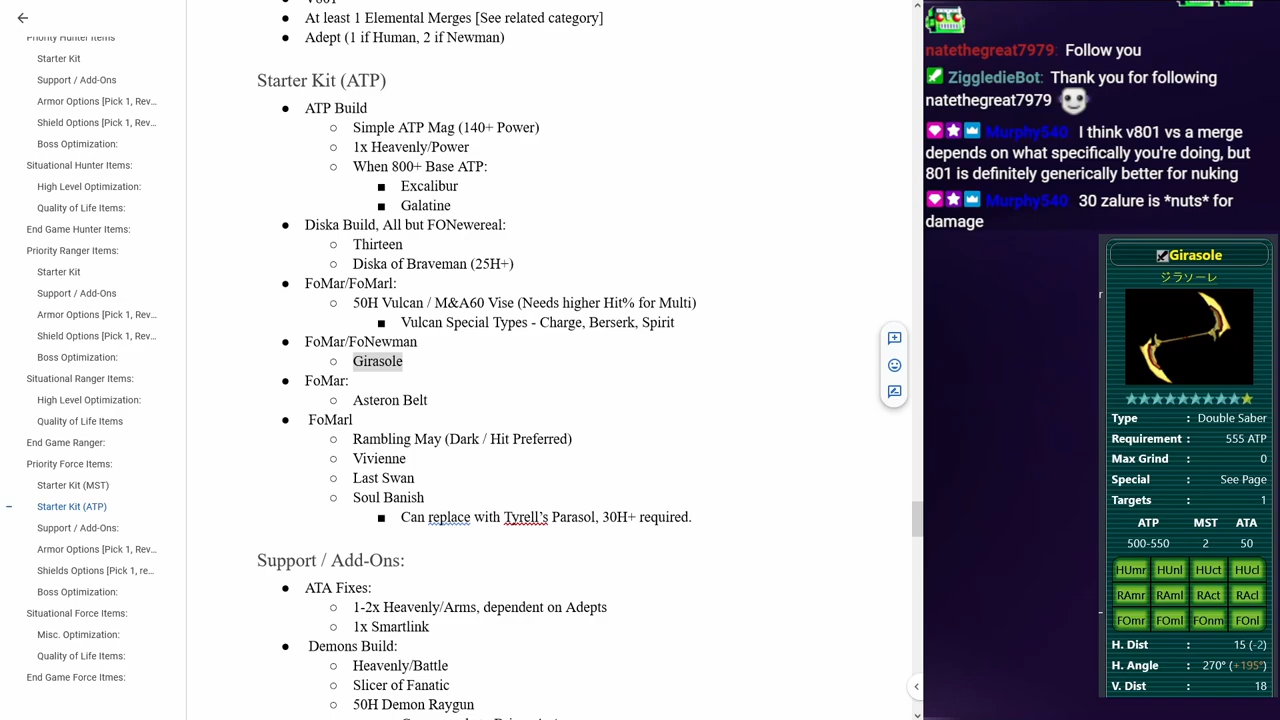 Priority Hunter Items
Starter Kit
Support / Add-Ons
Armor Options [Pick 1, Rev...
Shield Options [Pick 1, Rev...
Boss Optimization:
Situational Hunter Items:
High Level Optimization:
Quality of Life Items:
End Game Hunter Items:
Priority Ranger Items:
Starter Kit
Support / Add-Ons:
Armor Options [Pick 1, Rev...
Shield Options [Pick 1, Rev...
Boss Optimization:
Situational Ranger Items:
High Level Optimization:
Quality of Life Items
End Game Ranger:
Priority Force Items:
Starter Kit (MST)
Starter Kit (ATP)
Support / Add-Ons:
Armor Options [Pick 1, Rev...
Shields Options [Pick 1, re...
Boss Optimization:
Situational Force Items:
Misc. Optimization:
Quality of Life Items:
End Game Force Itmes:
At least 1 Elemental Merges [See related category]
Adept (1 if Human, 2 if Newman)
Starter Kit (ATP)
ATP Build
Simple ATP Mag (140+ Power)
1x Heavenly/Power
When 800+ Base ATP:
Excalibur
Galatine
Diska Build, All but FONewereal:
Thirteen
Diska of Braveman (25H+)
FoMar/FoMarl:
50H Vulcan / M&A60 Vise (Needs higher Hit% for Multi)
Vulcan Special Types - Charge, Berserk, Spirit
FoMar/FoNewman
Girasole
FoMar:
Asteron Belt
FoMarl
Rambling May (Dark / Hit Preferred)
Vivienne
Last Swan
Soul Banish
Can replace with Tyrell's Parasol, 30H+ required.
Support / Add-Ons:
ATA Fixes:
1-2x Heavenly/Arms, dependent on Adepts
1x Smartlink
Demons Build:
Heavenly/Battle
Slicer of Fanatic
50H Demon Raygun
natethegreat7979: Follow you
ZiggledieBot: Thank you for following
natethegreat7979
Murphy540: I think v801 vs a merge
depends on what specifically you're doing, but
801 is definitely generically better for nuking
Murphy540: 30 zalure is *nuts* for
damage
Girasole
ジラソーレ
Type : Double Saber
Requirement : 555 ATP
Max Grind : 0
Special : See Page
Targets : 1
ATP MST ATA
500-550 2 50
HUmr HUnl HUct HUcl
RAmr RAml RAct RAcl
FOmr FOml FOnm FOnl
H. Dist : 15 (-2)
H. Angle : 270° (+195°)
V. Dist : 18